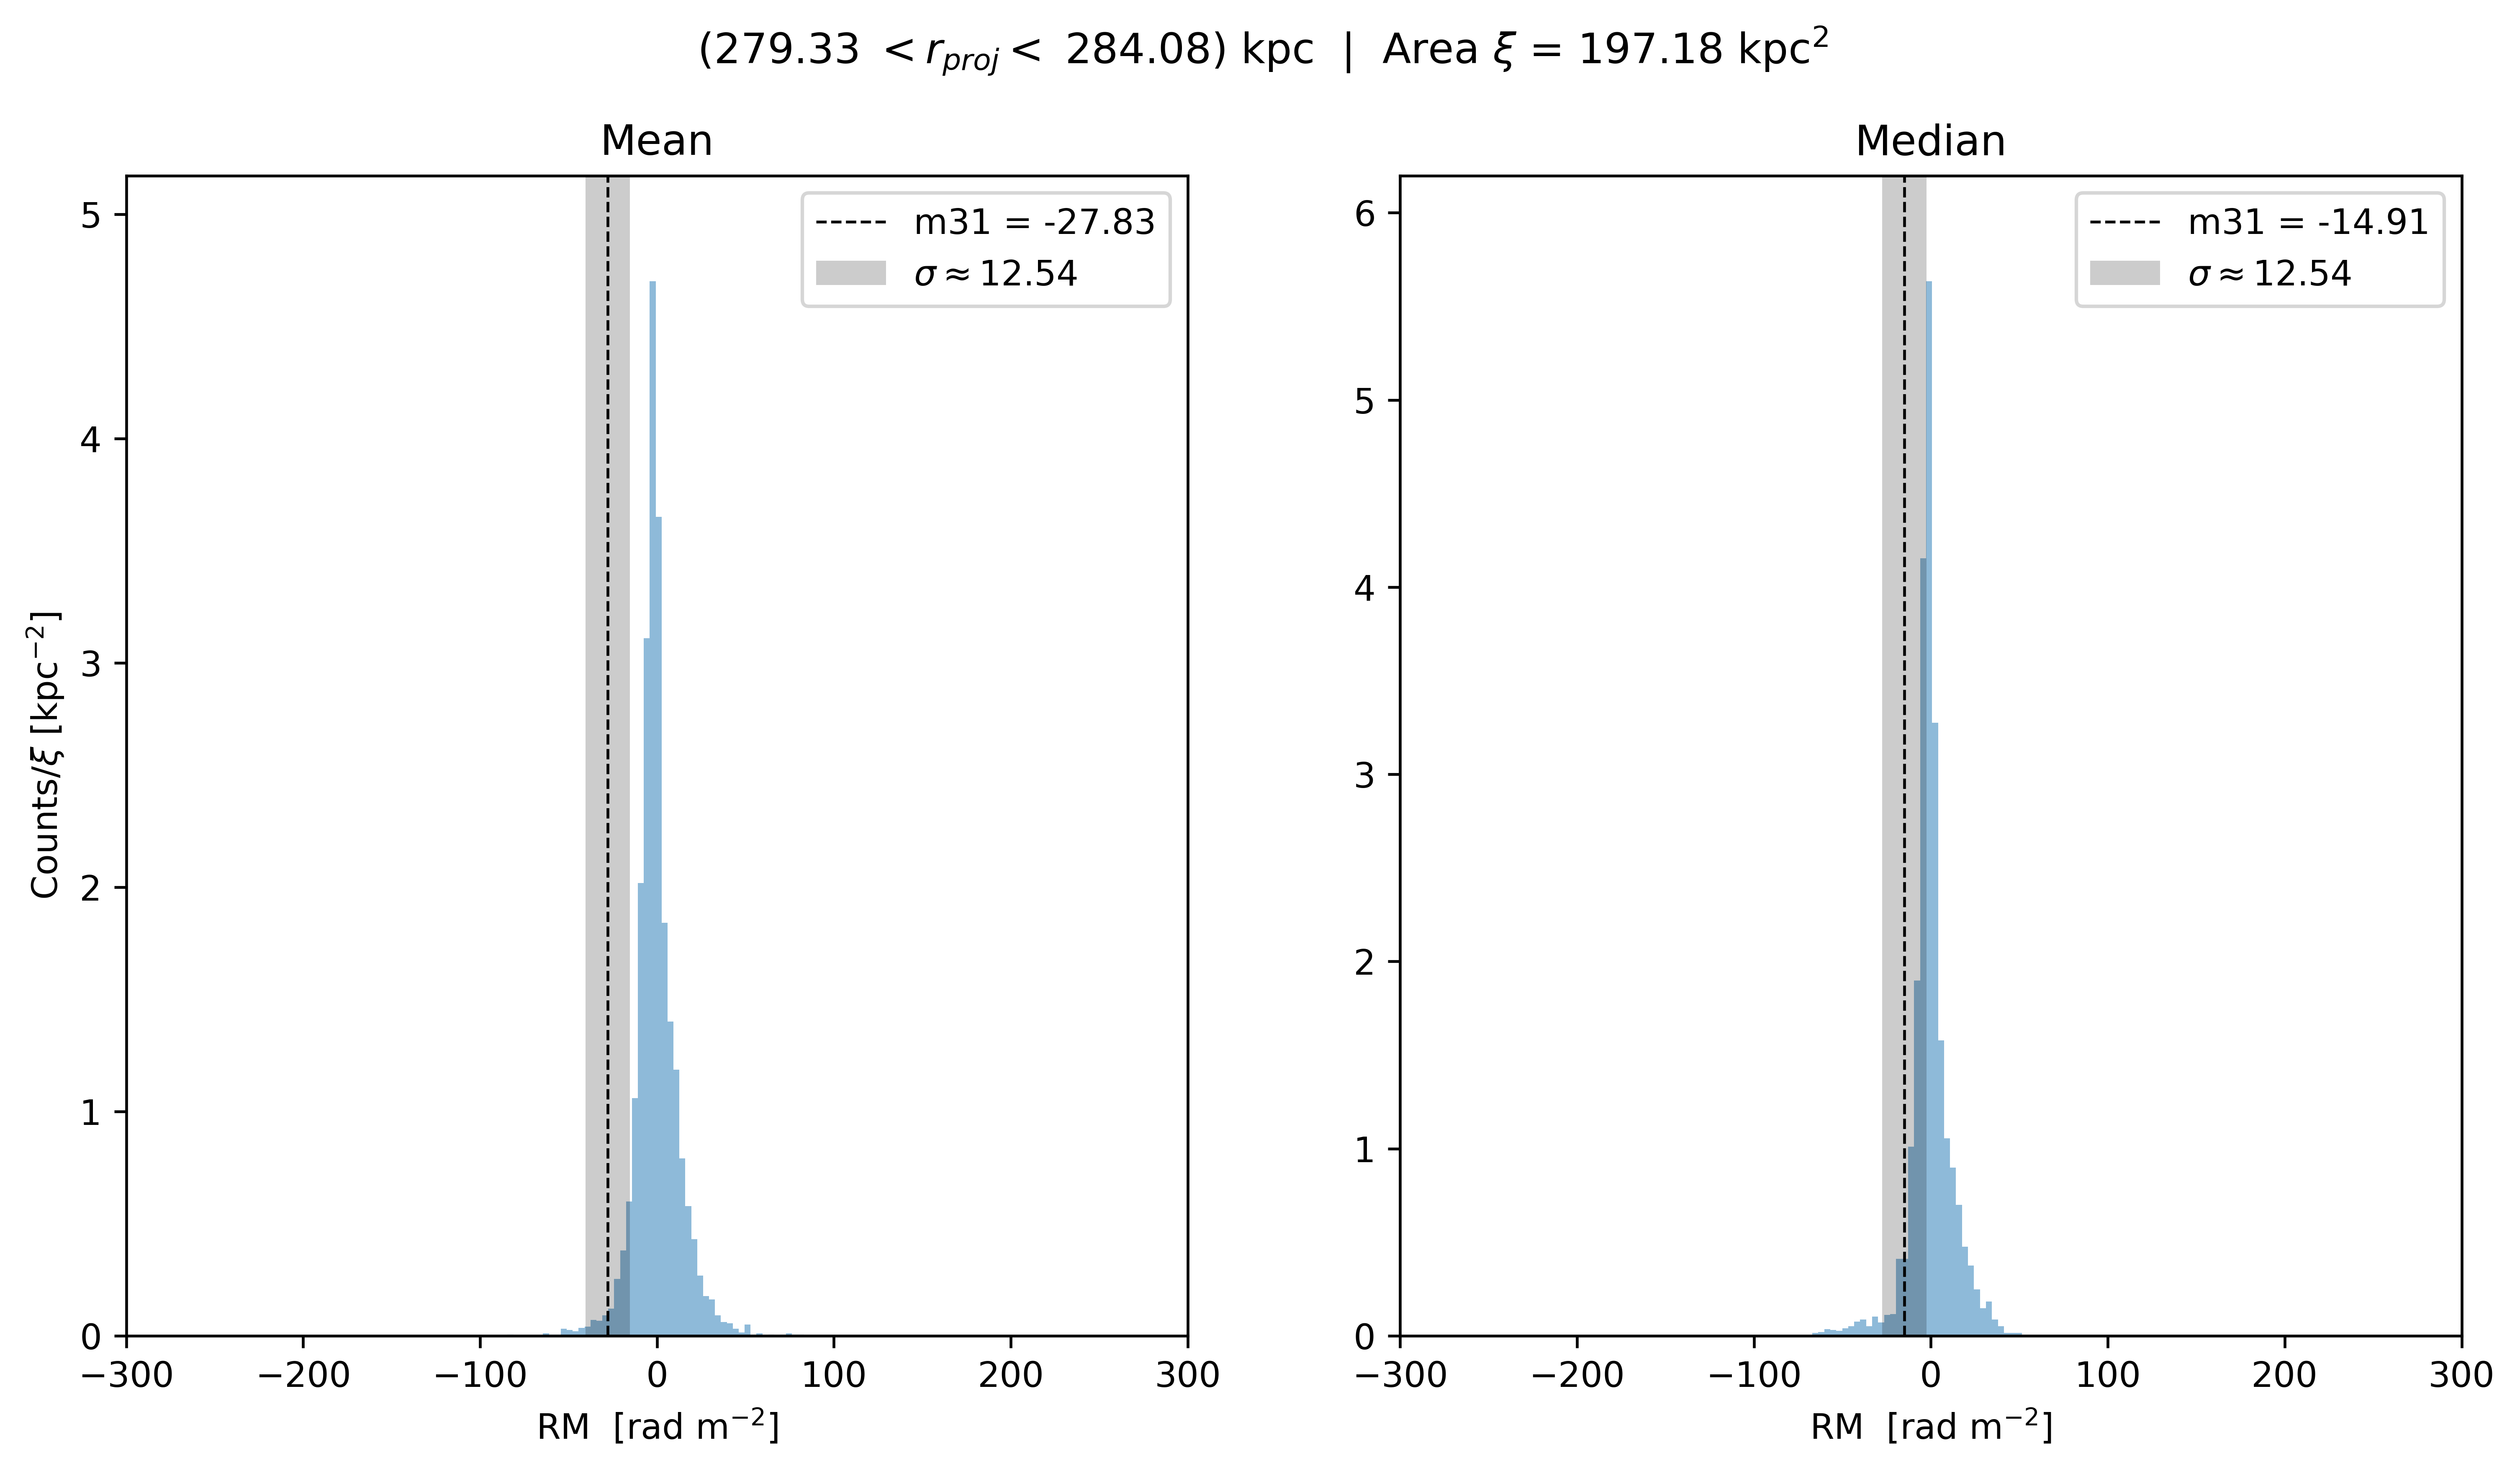 (279.33 < r_proj < 284.08) kpc | Area ξ = 197.18 kpc²
Mean
m31 = -27.83
σ ≈ 12.54
5
4
3
2
1
0
Counts/ξ [kpc⁻²]
−300 −200 −100 0 100 200 300
RM [rad m⁻²]
Median
m31 = -14.91
σ ≈ 12.54
6
5
4
3
2
1
0
−300 −200 −100 0 100 200 300
RM [rad m⁻²]